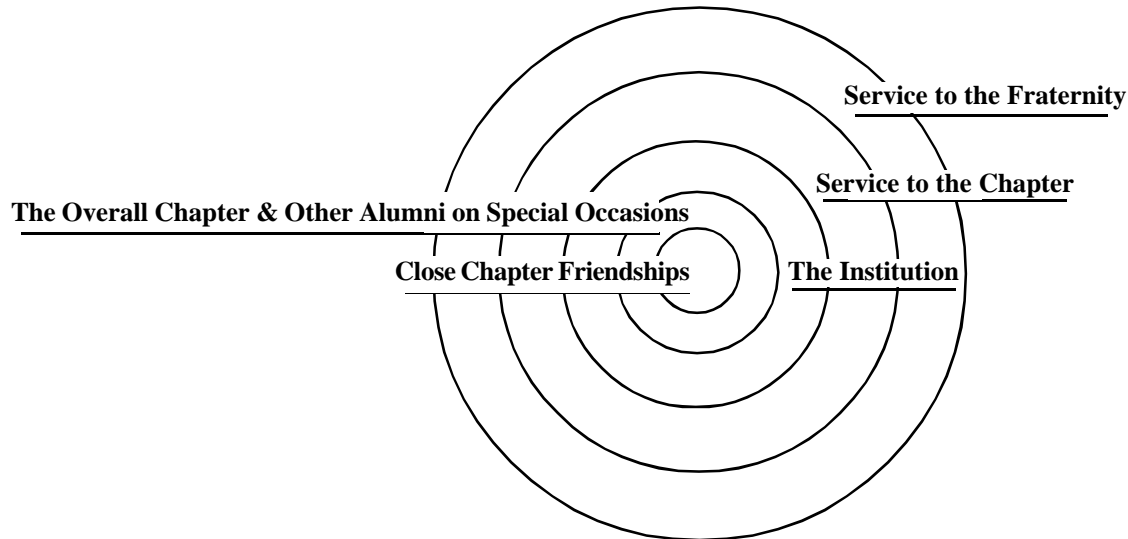 Service to the Fraternity
Service to the Chapter
The Overall Chapter & Other Alumni on Special Occasions
Close Chapter Friendships
The Institution